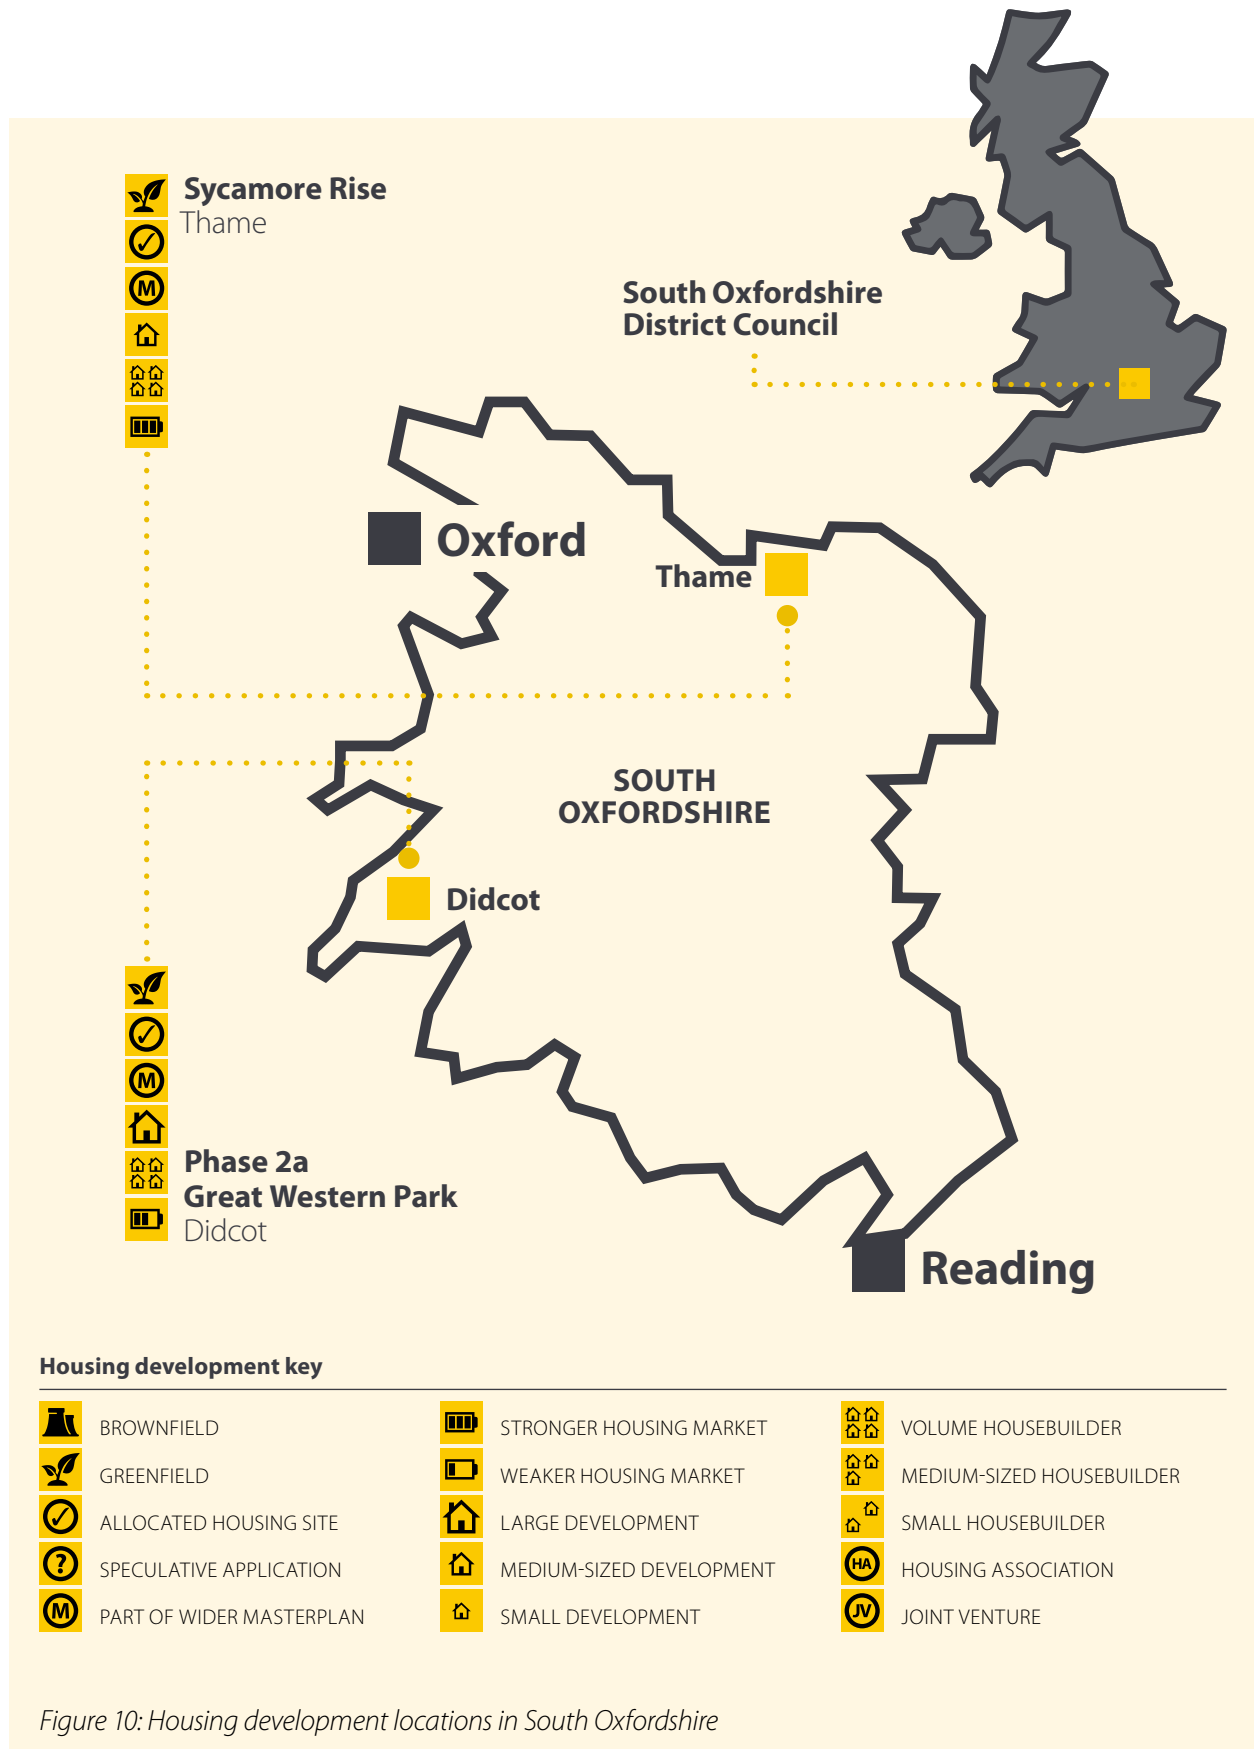 Sycamore Rise
Thame
M
South Oxfordshire
District Council
Oxford
Thame
SOUTH
OXFORDSHIRE
Didcot
M
Phase 2a
Great Western Park
Didcot
Reading
Housing development key
BROWNFIELD
GREENFIELD
ALLOCATED HOUSING SITE
? SPECULATIVE APPLICATION
M PART OF WIDER MASTERPLAN
STRONGER HOUSING MARKET
WEAKER HOUSING MARKET
LARGE DEVELOPMENT
MEDIUM-SIZED DEVELOPMENT
SMALL DEVELOPMENT
VOLUME HOUSEBUILDER
MEDIUM-SIZED HOUSEBUILDER
SMALL HOUSEBUILDER
HA HOUSING ASSOCIATION
JV JOINT VENTURE
Figure 10: Housing development locations in South Oxfordshire